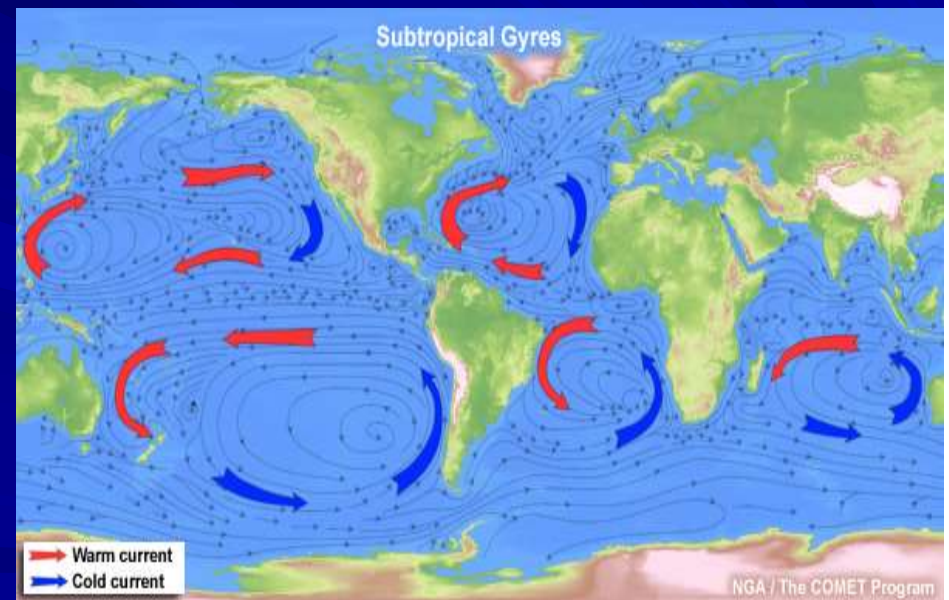 Subtropical Gyres
Warm current
Cold current
NGA / The COMET Program